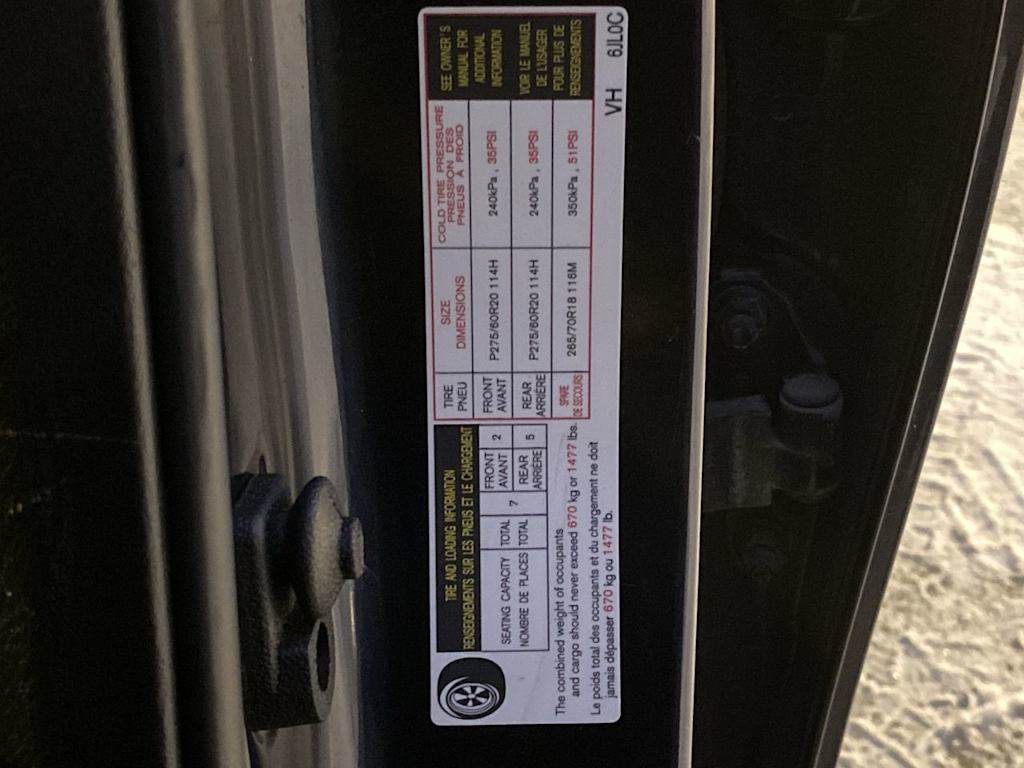 TIRE AND LOADING INFORMATION
RENSEIGNEMENTS SUR LES PNEUS ET LE CHARGEMENT
SEATING CAPACITY
NOMBRE DE PLACES
TOTAL
TOTAL
7
FRONT
AVANT
2
REAR
ARRIÈRE
5
The combined weight of occupants
and cargo should never exceed 670 kg or 1477 lbs.
Le poids total des occupants et du chargement ne doit
jamais dépasser 670 kg ou 1477 lb.
TIRE
PNEU
SIZE
DIMENSIONS
COLD TIRE PRESSURE
PRESSION DES
PNEUS À FROID
FRONT
AVANT
P275/60R20 114H
240kPa , 35PSI
REAR
ARRIÈRE
P275/60R20 114H
240kPa , 35PSI
SPARE
DE SECOURS
265/70R18 116M
350kPa , 51PSI
SEE OWNER'S
MANUAL FOR
ADDITIONAL
INFORMATION
VOIR LE MANUEL
DE L'USAGER
POUR PLUS DE
RENSEIGNEMENTS
VH 6JL0C